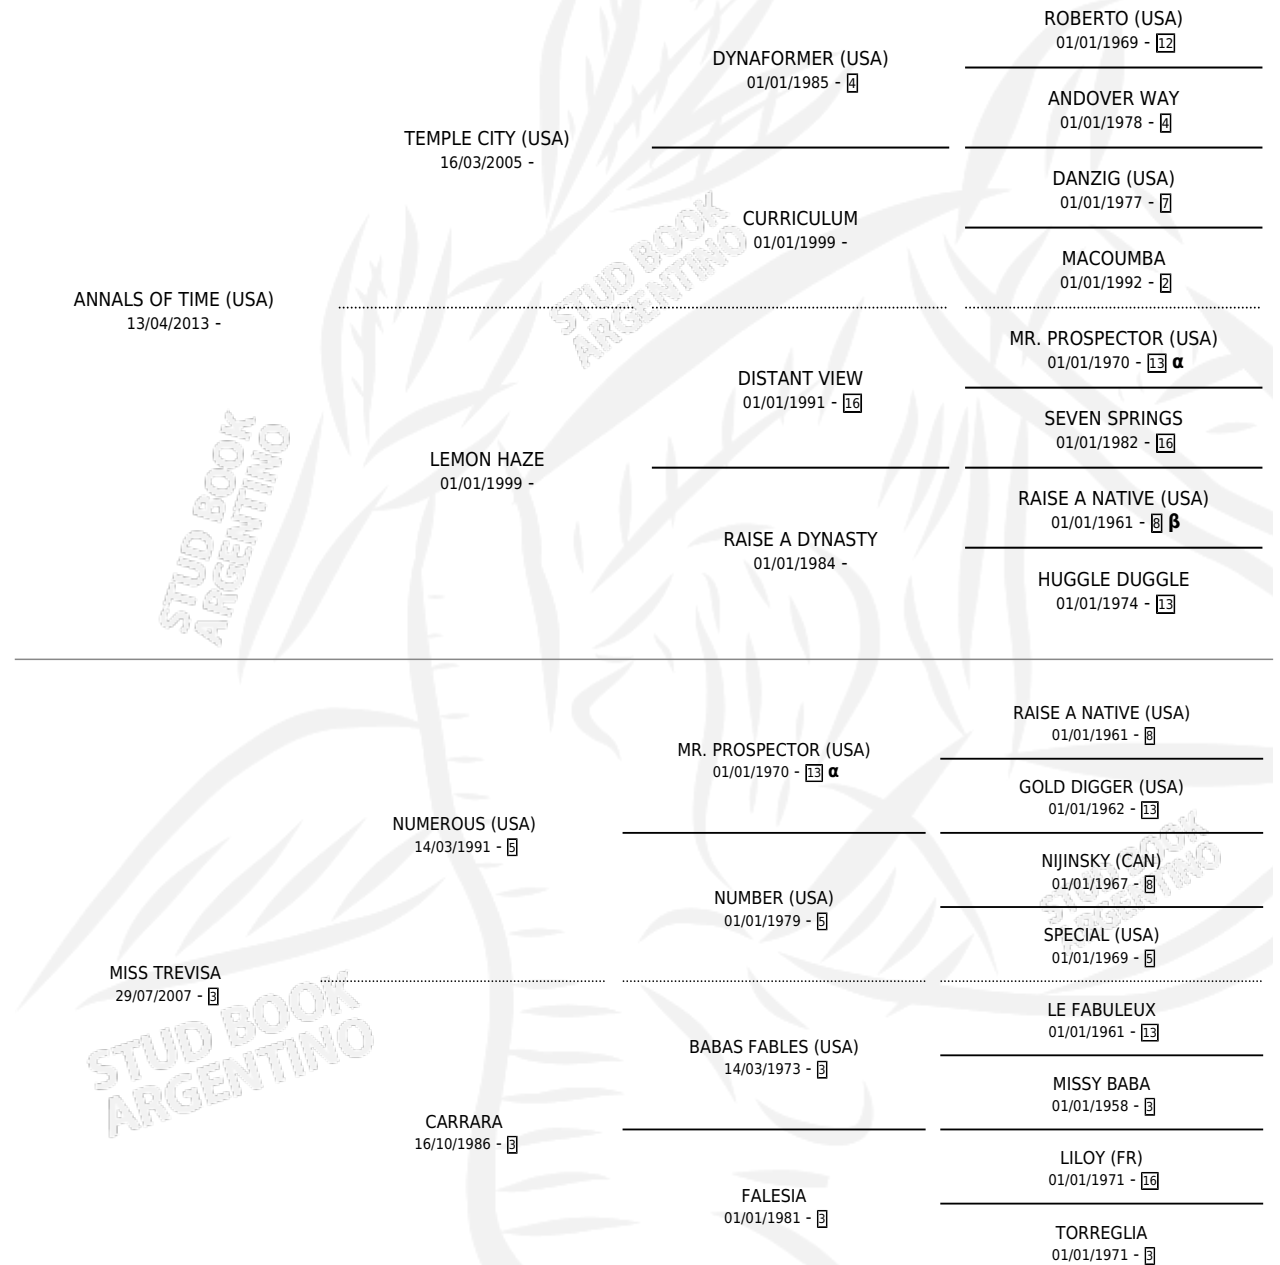 ROBERTO (USA)
01/01/1969 - 12
DYNAFORMER (USA)
01/01/1985 - 4
ANDOVER WAY
01/01/1978 - 4
TEMPLE CITY (USA)
16/03/2005 -
DANZIG (USA)
01/01/1977 - 7
CURRICULUM
01/01/1999 -
MACOUMBA
01/01/1992 - 2
ANNALS OF TIME (USA)
13/04/2013 -
MR. PROSPECTOR (USA)
01/01/1970 - 13 α
DISTANT VIEW
01/01/1991 - 16
SEVEN SPRINGS
01/01/1982 - 16
LEMON HAZE
01/01/1999 -
RAISE A NATIVE (USA)
01/01/1961 - 8 β
RAISE A DYNASTY
01/01/1984 -
HUGGLE DUGGLE
01/01/1974 - 13
RAISE A NATIVE (USA)
01/01/1961 - 8
MR. PROSPECTOR (USA)
01/01/1970 - 13 α
GOLD DIGGER (USA)
01/01/1962 - 13
NUMEROUS (USA)
14/03/1991 - 5
NIJINSKY (CAN)
01/01/1967 - 8
NUMBER (USA)
01/01/1979 - 5
SPECIAL (USA)
01/01/1969 - 5
MISS TREVISA
29/07/2007 - 3
LE FABULEUX
01/01/1961 - 13
BABAS FABLES (USA)
14/03/1973 - 3
MISSY BABA
01/01/1958 - 3
CARRARA
16/10/1986 - 3
LILOY (FR)
01/01/1971 - 16
FALESIA
01/01/1981 - 3
TORREGLIA
01/01/1971 - 3
STUD BOOK
ARGENTINO
STUD BOOK
ARGENTINO
STUD BOOK
ARGENTINO
STUD BOOK
ARGENTINO